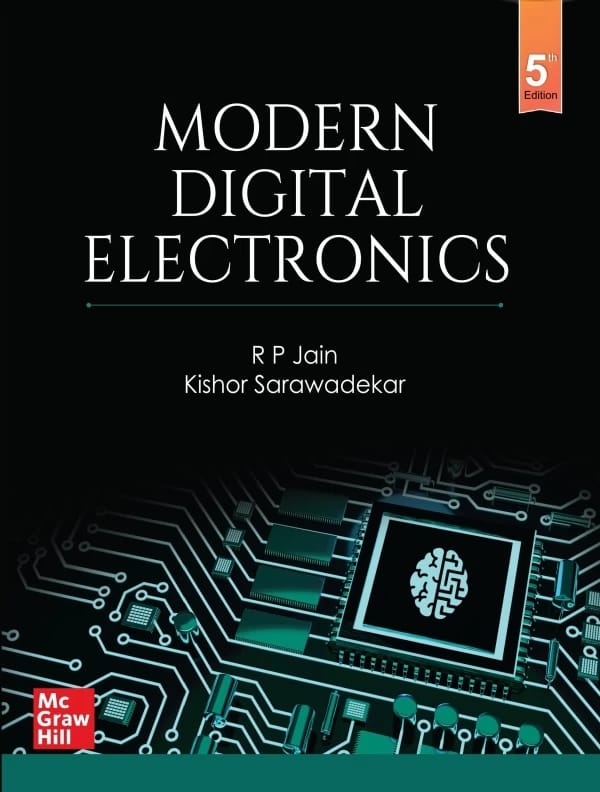 5th
Edition
MODERN
DIGITAL
ELECTRONICS
R P Jain
Kishor Sarawadekar
Mc
Graw
Hill